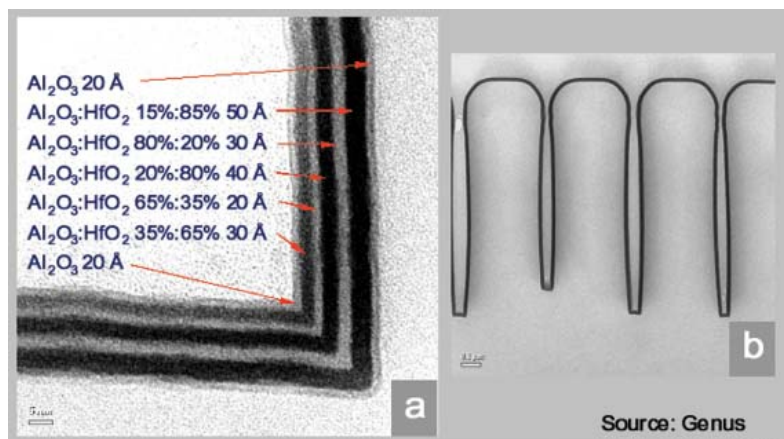 Al₂O₃ 20 Å
Al₂O₃:HfO₂ 15%:85% 50 Å
Al₂O₃:HfO₂ 80%:20% 30 Å
Al₂O₃:HfO₂ 20%:80% 40 Å
Al₂O₃:HfO₂ 65%:35% 20 Å
Al₂O₃:HfO₂ 35%:65% 30 Å
Al₂O₃ 20 Å
a
b
Source: Genus